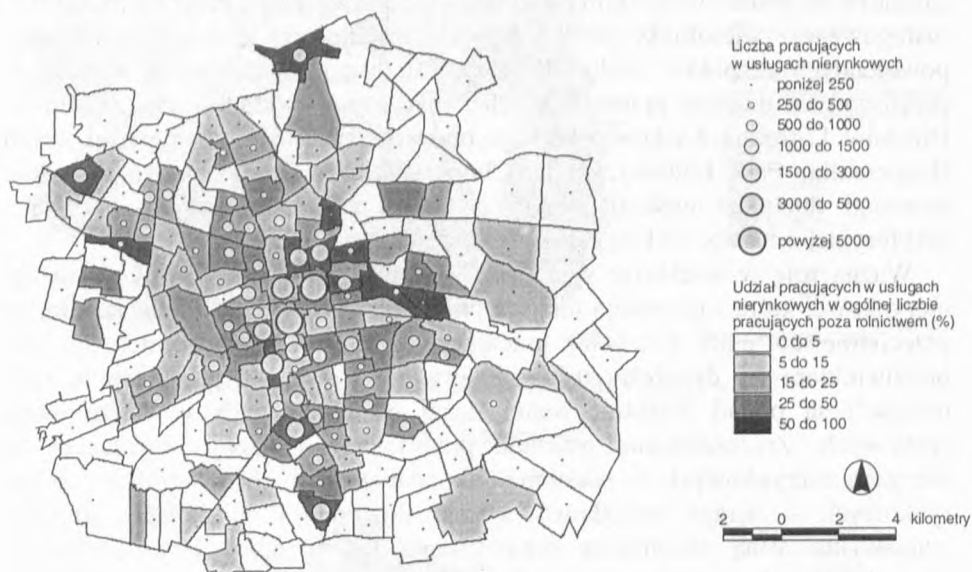 Liczba pracujących
w usługach nierynkowych
poniżej 250
250 do 500
500 do 1000
1000 do 1500
1500 do 3000
3000 do 5000
powyżej 5000
Udział pracujących w usługach
nierynkowych w ogólnej liczbie
pracujących poza rolnictwem (%)
0 do 5
5 do 15
15 do 25
25 do 50
50 do 100
2 0 2 4 kilometry